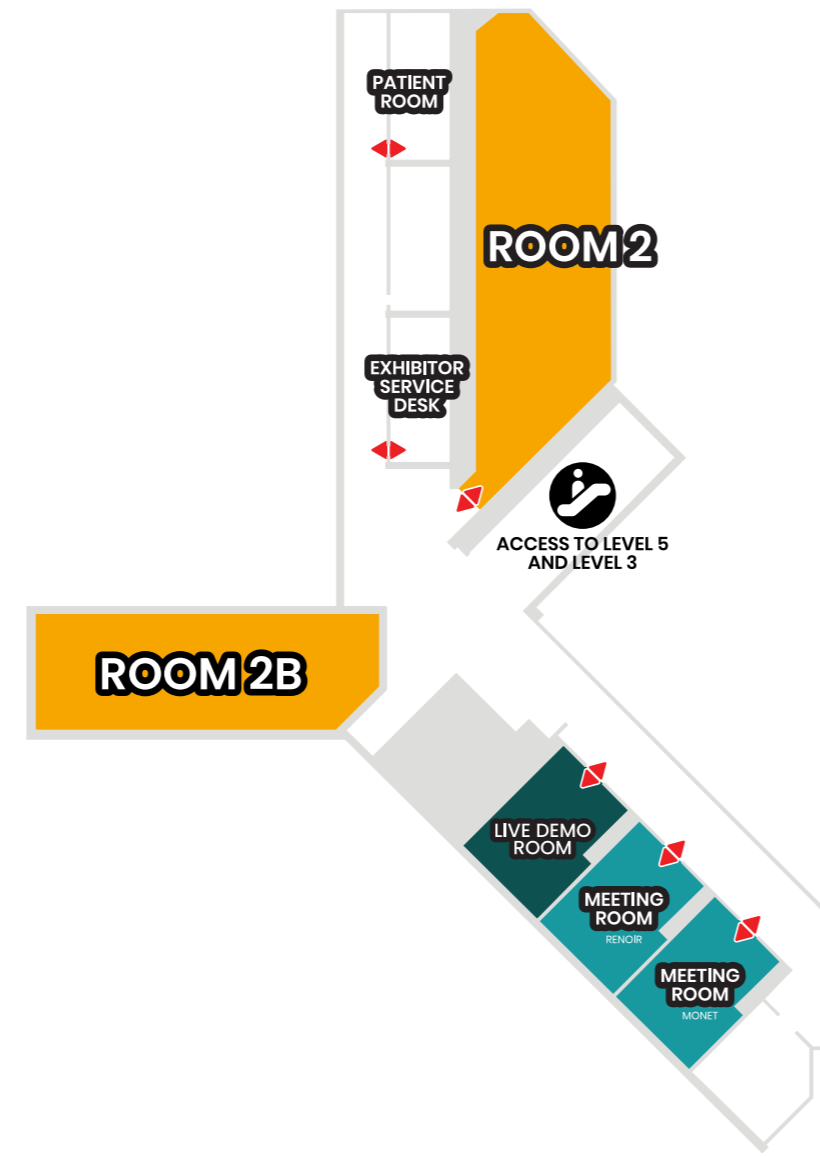 PATIENT
ROOM
ROOM 2
EXHIBITOR
SERVICE
DESK
ACCESS TO LEVEL 5
AND LEVEL 3
ROOM 2B
LIVE DEMO
ROOM
MEETING
ROOM
RENOIR
MEETING
ROOM
MONET